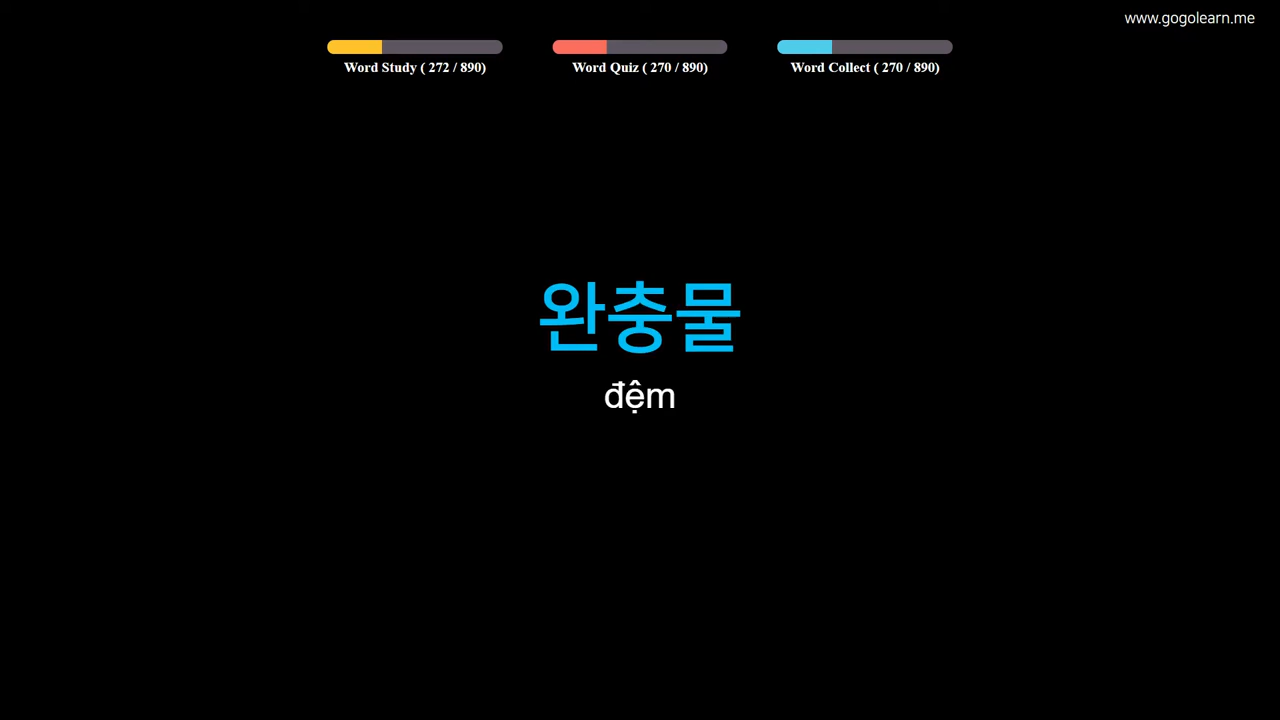 www.gogolearn.me
Word Study ( 272 / 890)
Word Quiz ( 270 / 890)
Word Collect ( 270 / 890)
완충물
đệm